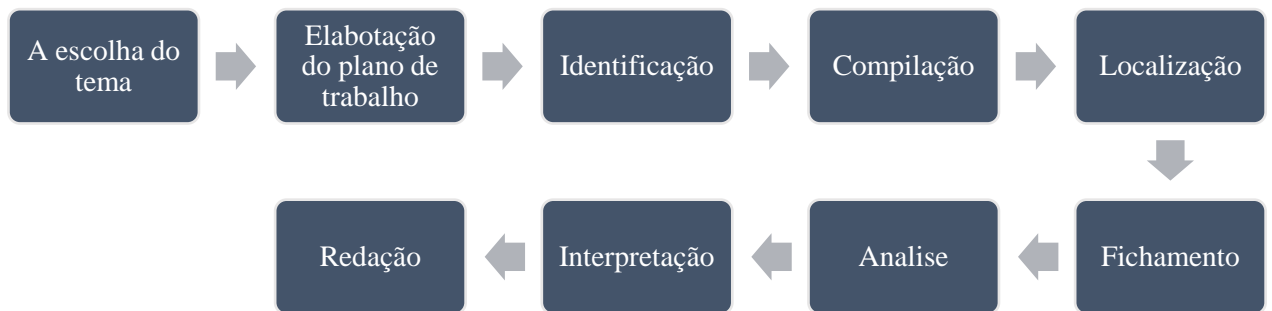 A escolha do
tema
Elabotação
do plano de
trabalho
Identificação
Compilação
Localização
Fichamento
Analise
Interpretação
Redação